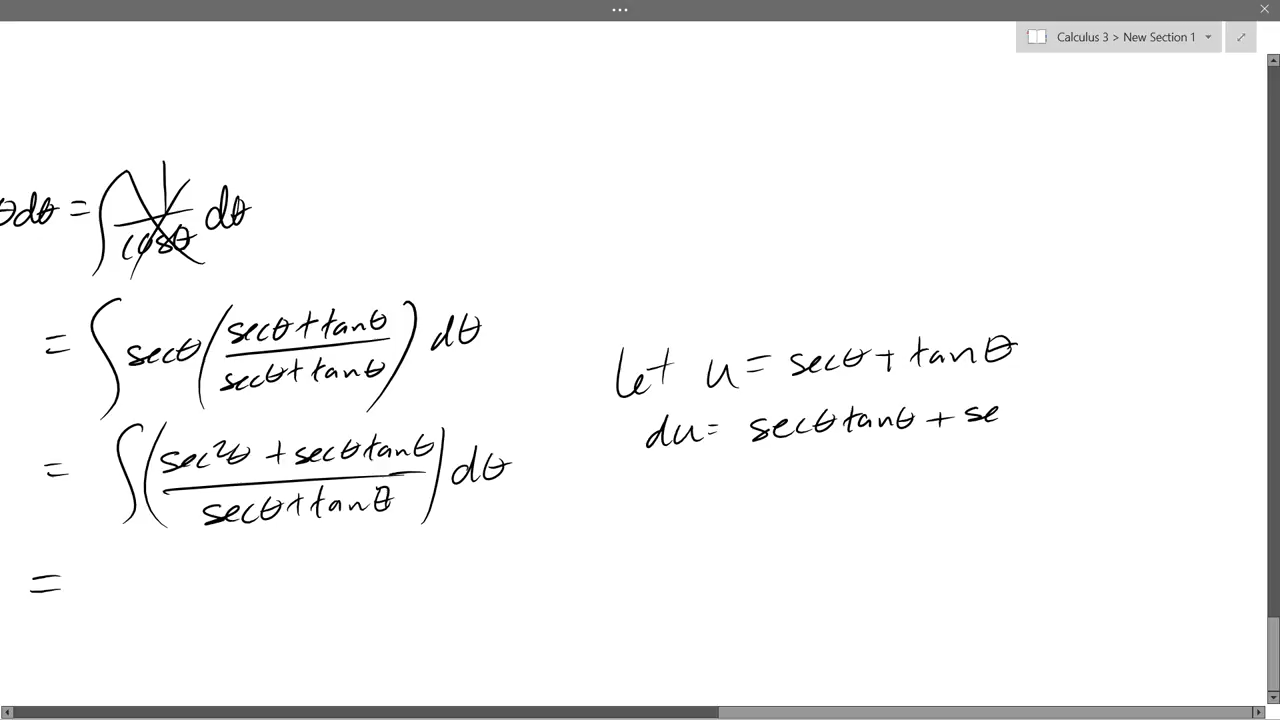 Calculus 3 > New Section 1
θdθ = ∫ 1/cosθ dθ
= ∫ secθ (secθ + tanθ / secθ + tanθ) dθ
let u = secθ + tanθ
du = secθtanθ + se
= ∫ (sec²θ + secθtanθ / secθ + tanθ) dθ
=